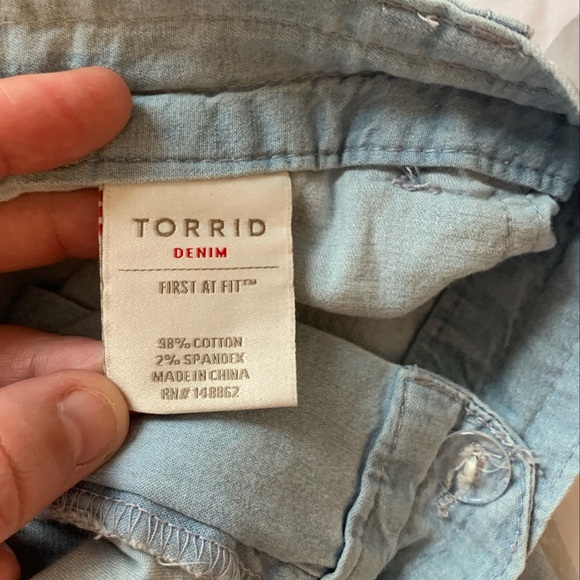 TORRID
DENIM
FIRST AT FIT™
98% COTTON
2% SPANDEX
MADE IN CHINA
RN# 148862